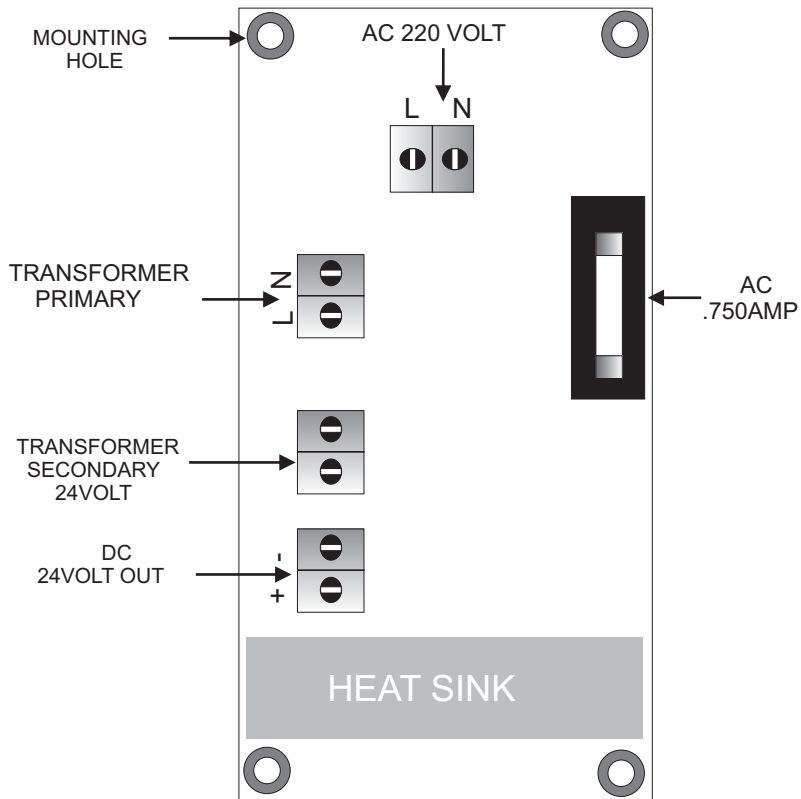 MOUNTING
HOLE
AC 220 VOLT
L N
TRANSFORMER
PRIMARY
N
L
AC
.750AMP
TRANSFORMER
SECONDARY
24VOLT
DC
24VOLT OUT
-
+
HEAT SINK